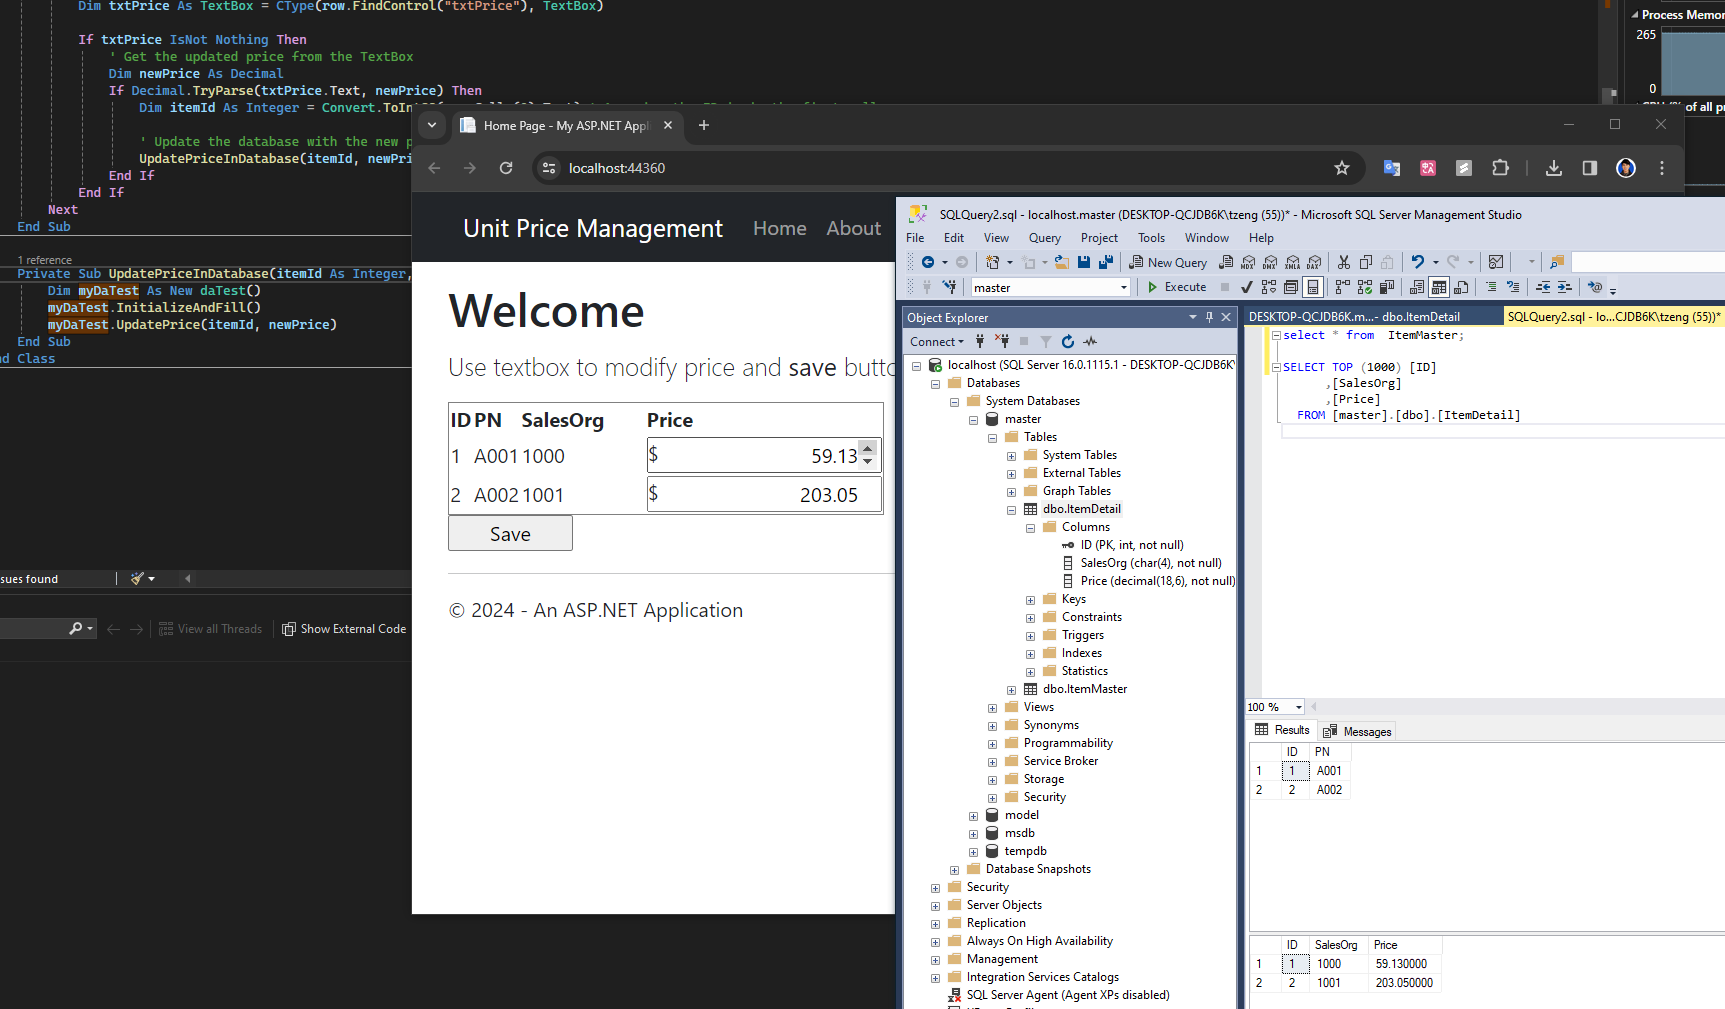 Dim txtPrice As TextBox = CType(row.FindControl("txtPrice"), TextBox)
If txtPrice IsNot Nothing Then
' Get the updated price from the TextBox
Dim newPrice As Decimal
If Decimal.TryParse(txtPrice.Text, newPrice) Then
Dim itemId As Integer =
' Update the database with the new
UpdatePriceInDatabase(itemId, newPri
End If
End If
Next
End Sub
1 reference
Private Sub UpdatePriceInDatabase(itemId As Integer,
Dim myDaTest As New daTest()
myDaTest.InitializeAndFill()
myDaTest.UpdatePrice(itemId, newPrice)
End Sub
nd Class
sues found
View all Threads
Show External Code
Process Memor
265
0
of all pr
Home Page - My ASP.NET Appl
localhost:44360
Unit Price Management Home About
Welcome
Use textbox to modify price and save butto
ID PN SalesOrg Price
1 A001 1000 $ 59.13
2 A002 1001 $ 203.05
Save
© 2024 - An ASP.NET Application
SQLQuery2.sql - localhost.master (DESKTOP-QCJDB6K\tzeng (55))* - Microsoft SQL Server Management Studio
File Edit View Query Project Tools Window Help
New Query
MDX DMX XMLA DAX
master
Execute
Object Explorer
Connect
localhost (SQL Server 16.0.1115.1 - DESKTOP-QCJDB6K\
Databases
System Databases
master
Tables
System Tables
External Tables
Graph Tables
dbo.ItemDetail
Columns
ID (PK, int, not null)
SalesOrg (char(4), not null)
Price (decimal(18,6), not null)
Keys
Constraints
Triggers
Indexes
Statistics
dbo.ItemMaster
Views
Synonyms
Programmability
Service Broker
Storage
Security
model
msdb
tempdb
Database Snapshots
Security
Server Objects
Replication
Always On High Availability
Management
Integration Services Catalogs
SQL Server Agent (Agent XPs disabled)
DESKTOP-QCJDB6K.m...- dbo.ItemDetail
SQLQuery2.sql - lo...CJDB6K\tzeng (55))*
select * from ItemMaster;
SELECT TOP (1000) [ID]
,[SalesOrg]
,[Price]
FROM [master].[dbo].[ItemDetail]
100 %
Results
Messages
ID PN
1 1 A001
2 2 A002
ID SalesOrg Price
1 1 1000 59.130000
2 2 1001 203.050000